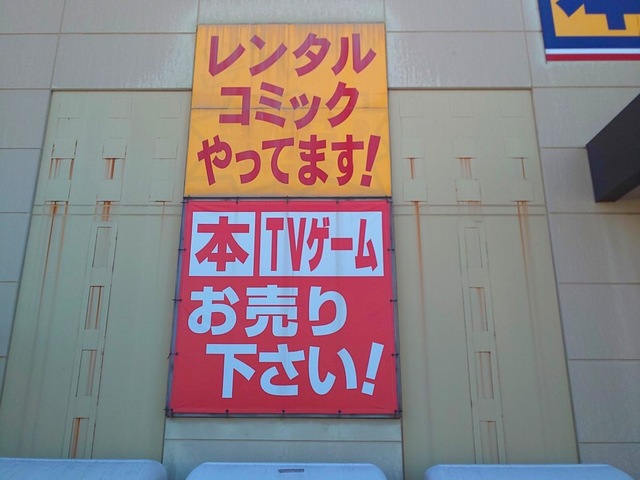 レンタル
コミック
やってます!
本 TVゲーム
お売り
下さい!